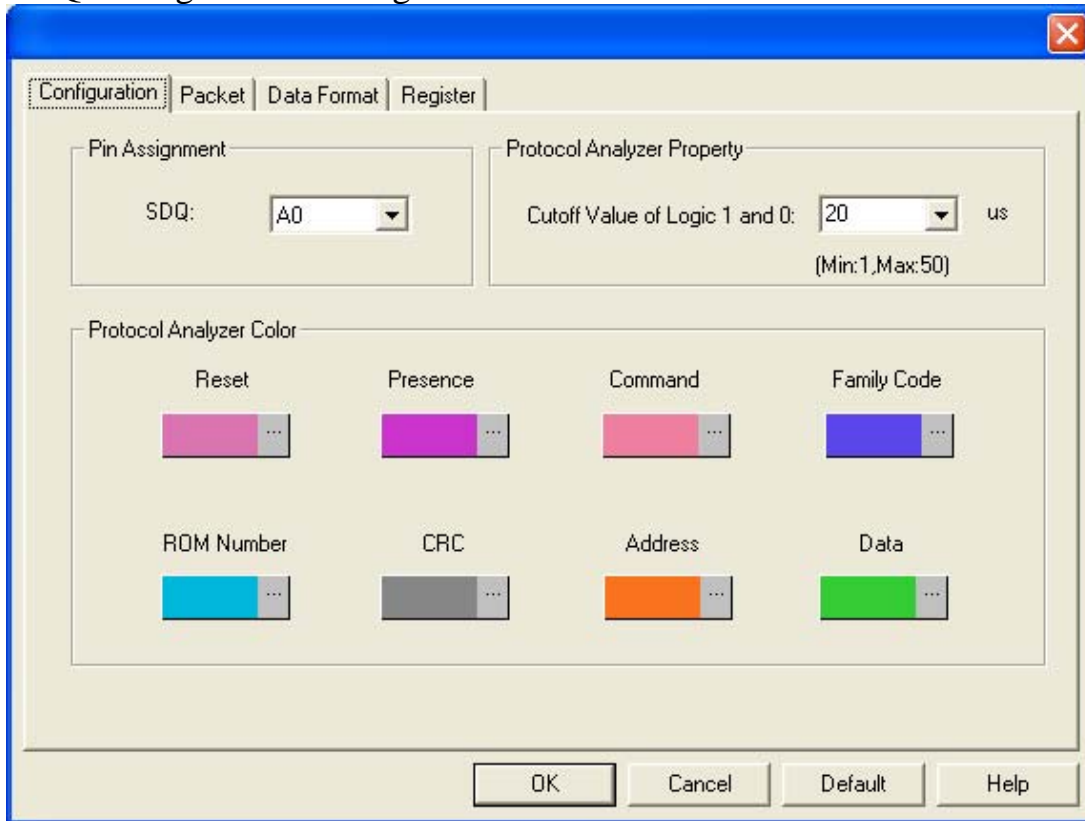 Configuration Packet Data Format Register
Pin Assignment
SDQ: A0
Protocol Analyzer Property
Cutoff Value of Logic 1 and 0: 20 us
(Min:1,Max:50)
Protocol Analyzer Color
Reset Presence Command Family Code
... ... ... ...
ROM Number CRC Address Data
... ... ... ...
OK Cancel Default Help